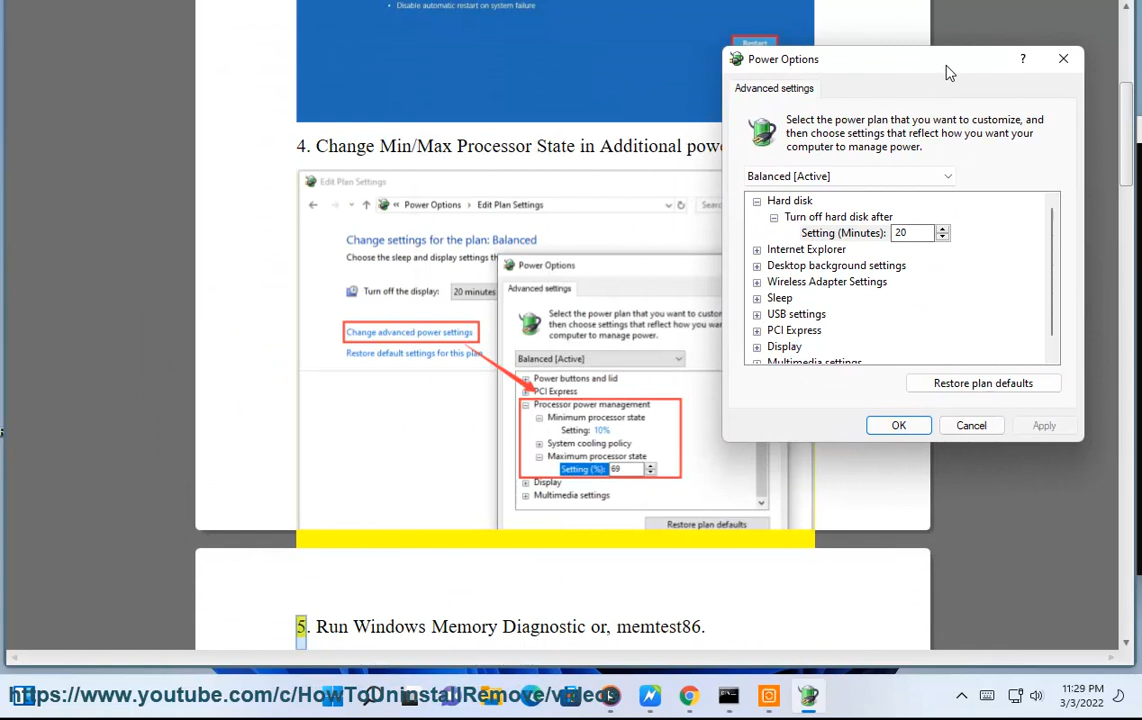 • Disable automatic restart on system failure
Restart
4. Change Min/Max Processor State in Additional pow
Edit Plan Settings
Power Options › Edit Plan Settings
Sear
Change settings for the plan: Balanced
Choose the sleep and display settings th
Turn off the display: 20 minutes
Change advanced power settings
Restore default settings for this plan
Power Options
Advanced settings
Select the power plan that you want to custo
then choose settings that reflect how you wa
computer to manage power.
Balanced [Active]
Power buttons and lid
PCI Express
Processor power management
Minimum processor state
Setting: 10%
System cooling policy
Maximum processor state
Setting (%): 69
Display
Multimedia settings
Restore plan defaults
Power Options
?
Advanced settings
Select the power plan that you want to customize, and
then choose settings that reflect how you want your
computer to manage power.
Balanced [Active]
Hard disk
Turn off hard disk after
Setting (Minutes): 20
Internet Explorer
Desktop background settings
Wireless Adapter Settings
Sleep
USB settings
PCI Express
Display
Multimedia settings
Restore plan defaults
OK Cancel Apply
5. Run Windows Memory Diagnostic or, memtest86.
https://www.youtube.com/c/HowToUninstallRemove/videos
11:29 PM
3/3/2022